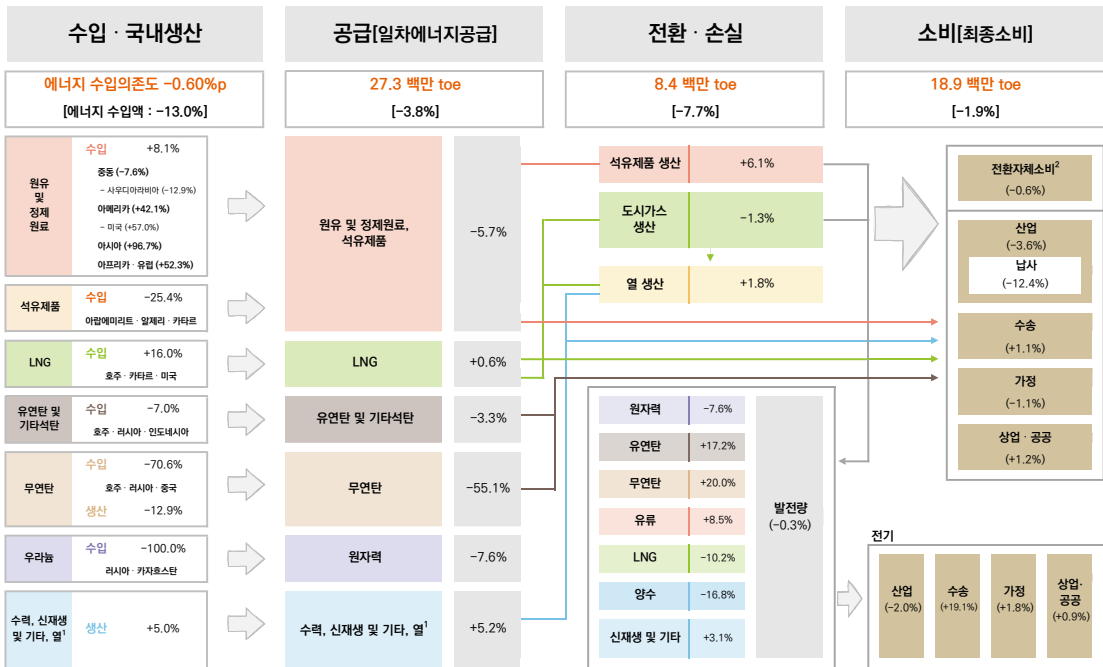 수입 · 국내생산
에너지 수입의존도 -0.60%p
[에너지 수입액 : -13.0%]
원유
및
정제
원료
수입 +8.1%
중동 (-7.6%)
- 사우디아라비아 (-12.9%)
아메리카 (+42.1%)
- 미국 (+57.0%)
아시아 (+96.7%)
아프리카 · 유럽 (+52.3%)
석유제품
수입 -25.4%
아랍에미리트 · 알제리 · 카타르
LNG
수입 +16.0%
호주 · 카타르 · 미국
유연탄 및
기타석탄
수입 -7.0%
호주 · 러시아 · 인도네시아
무연탄
수입 -70.6%
호주 · 러시아 · 중국
생산 -12.9%
우라늄
수입 -100.0%
러시아 · 카자흐스탄
수력, 신재생
및 기타, 열1
생산 +5.0%
공급[일차에너지공급]
27.3 백만 toe
[-3.8%]
원유 및 정제원료,
석유제품
-5.7%
LNG
+0.6%
유연탄 및 기타석탄
-3.3%
무연탄
-55.1%
원자력
-7.6%
수력, 신재생 및 기타, 열1
+5.2%
전환 · 손실
8.4 백만 toe
[-7.7%]
석유제품 생산 +6.1%
도시가스
생산
-1.3%
열 생산 +1.8%
원자력 -7.6%
유연탄 +17.2%
무연탄 +20.0%
유류 +8.5%
LNG -10.2%
양수 -16.8%
신재생 및 기타 +3.1%
발전량
(-0.3%)
소비[최종소비]
18.9 백만 toe
[-1.9%]
전환자체소비2
(-0.6%)
산업
(-3.6%)
납사
(-12.4%)
수송
(+1.1%)
가정
(-1.1%)
상업 · 공공
(+1.2%)
전기
산업
(-2.0%)
수송
(+19.1%)
가정
(+1.8%)
상업·
공공
(+0.9%)